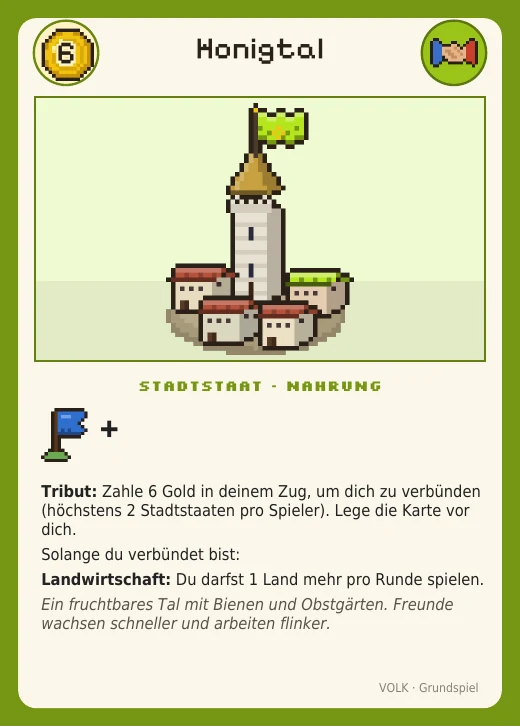 6
Honigtal
STADTSTAAT · NAHRUNG
+
Tribut: Zahle 6 Gold in deinem Zug, um dich zu verbünden
(höchstens 2 Stadtstaaten pro Spieler). Lege die Karte vor
dich.
Solange du verbündet bist:
Landwirtschaft: Du darfst 1 Land mehr pro Runde spielen.
Ein fruchtbares Tal mit Bienen und Obstgärten. Freunde
wachsen schneller und arbeiten flinker.
VOLK · Grundspiel